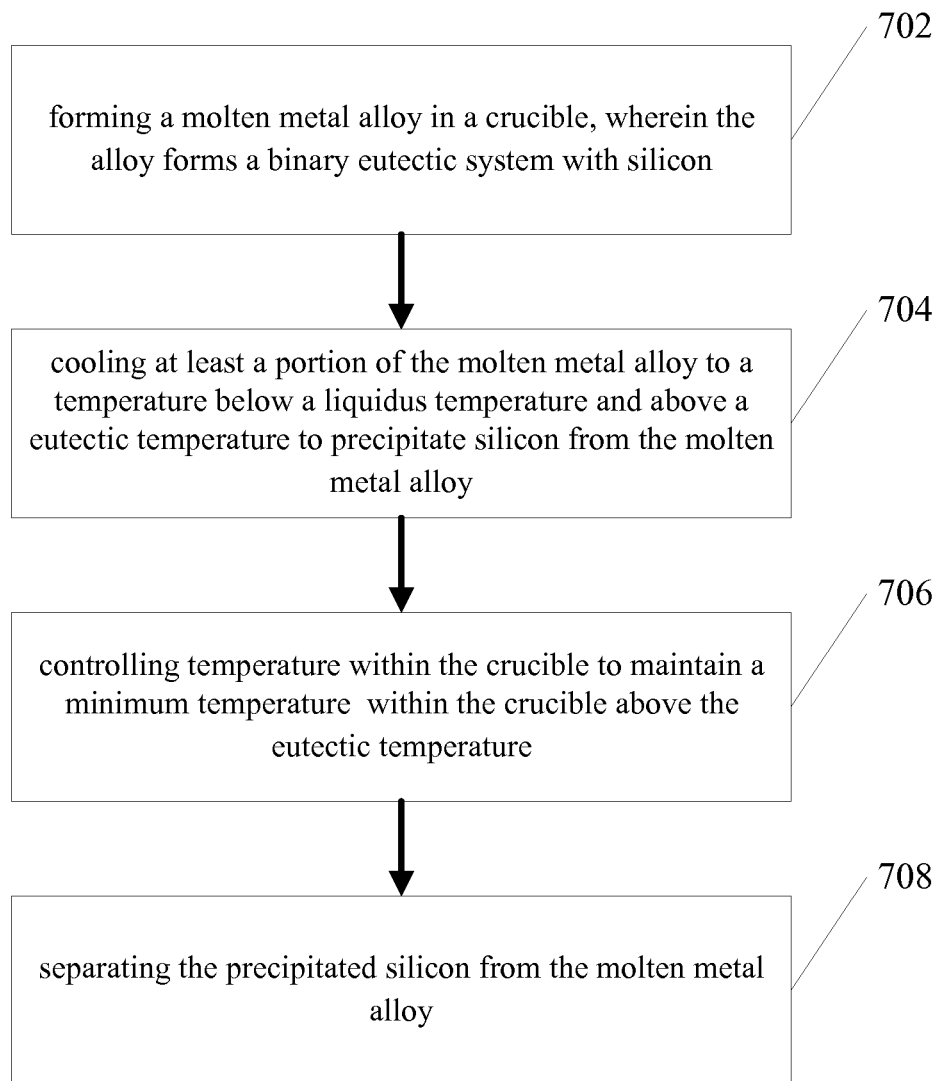 702
forming a molten metal alloy in a crucible, wherein the
alloy forms a binary eutectic system with silicon
704
cooling at least a portion of the molten metal alloy to a
temperature below a liquidus temperature and above a
eutectic temperature to precipitate silicon from the molten
metal alloy
706
controlling temperature within the crucible to maintain a
minimum temperature within the crucible above the
eutectic temperature
708
separating the precipitated silicon from the molten metal
alloy